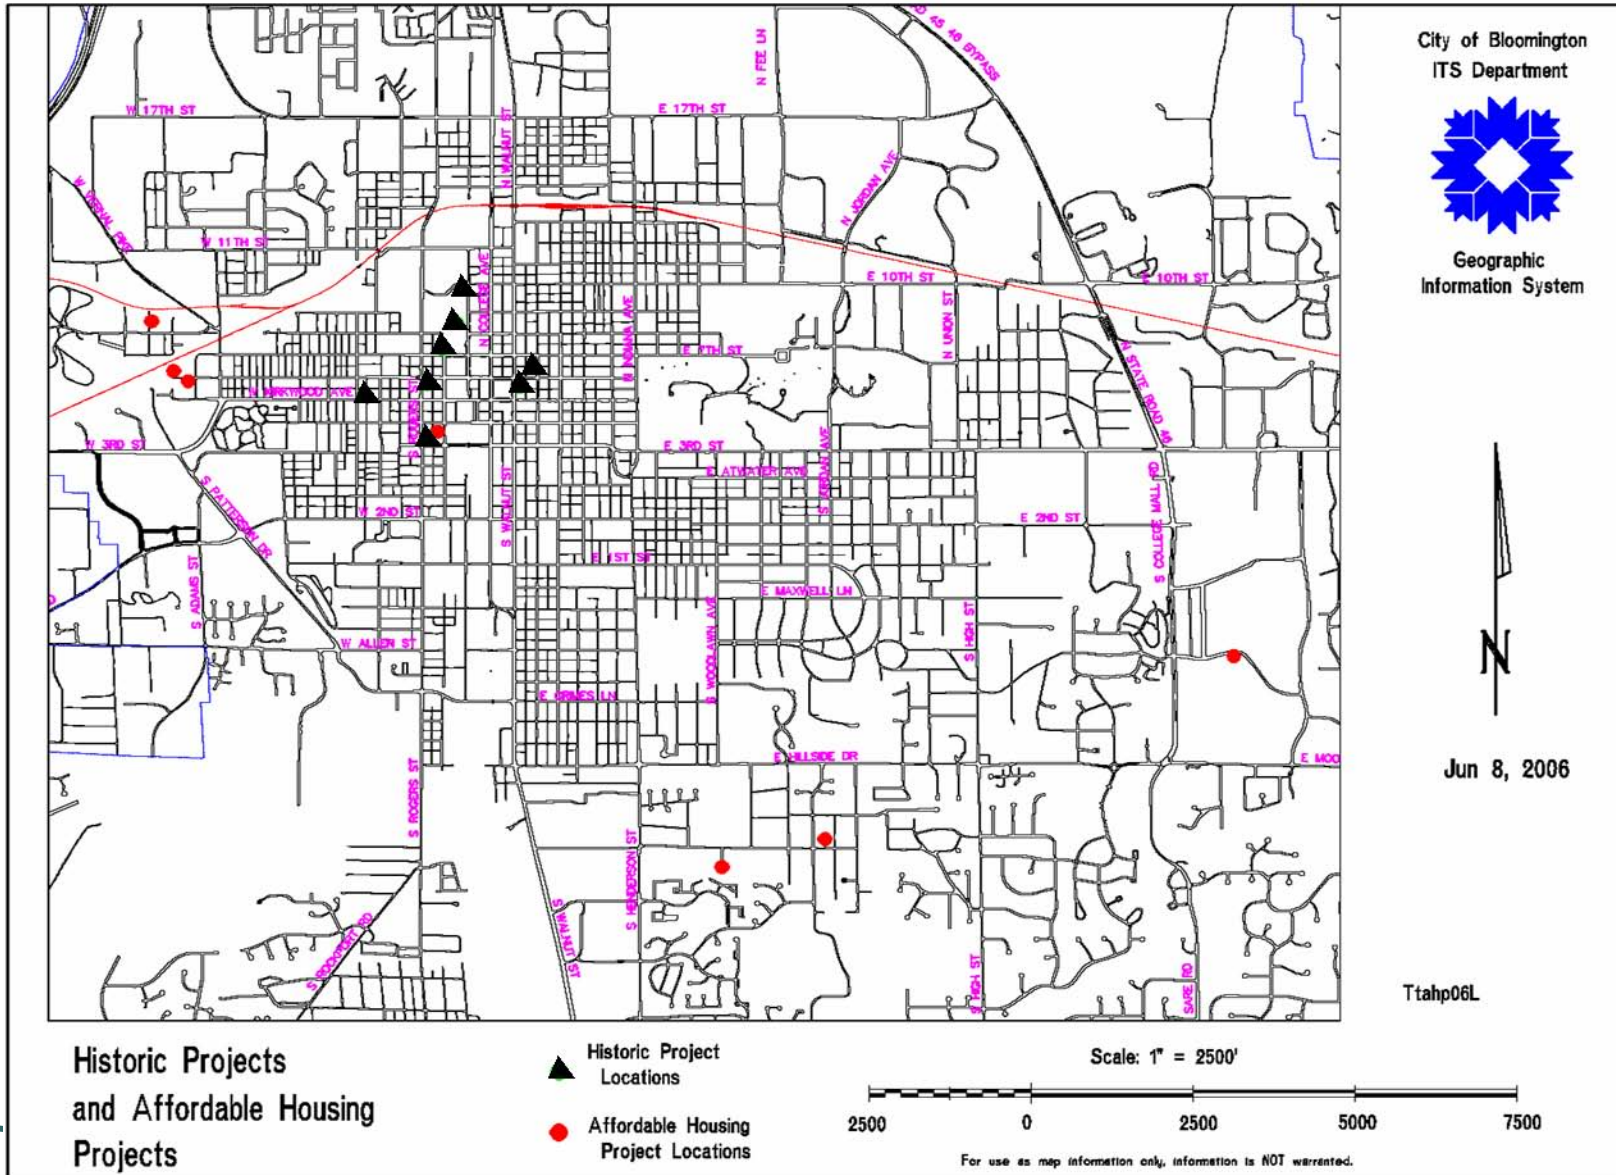 D 45 46 BYPASS
N FEE LN
W 17TH ST
E 17TH ST
N WALNUT ST
N JORDAN AVE
W VERNAL PIKE
W 11TH ST
N COLLEGE AVE
E 10TH ST
E 10TH ST
N UNION ST
N INDIANA AVE
E 7TH ST
N STATE ROAD 46
W KIRKWOOD AVE
S ROGERS ST
W 3RD ST
E 3RD ST
E ATWATER AVE
S JORDAN AVE
S PATTERSON DR
W 2ND ST
S WALNUT ST
E 2ND ST
S COLLEGE MALL RD
E 1ST ST
S ADAMS ST
E MAXWELL LN
S WOODLAWN AVE
S HIGH ST
W ALLEN ST
E GRIMES LN
E HILLSIDE DR
E MOO
S ROGERS ST
S HENDERSON ST
S WALNUT ST
S ROCKPORT RD
S HIGH ST
SARE RD
City of Bloomington
ITS Department
Geographic
Information System
N
Jun 8, 2006
Ttahp06L
Historic Projects
and Affordable Housing
Projects
Historic Project
Locations
Affordable Housing
Project Locations
Scale: 1" = 2500'
2500 0 2500 5000 7500
For use as map information only, information is NOT warranted.